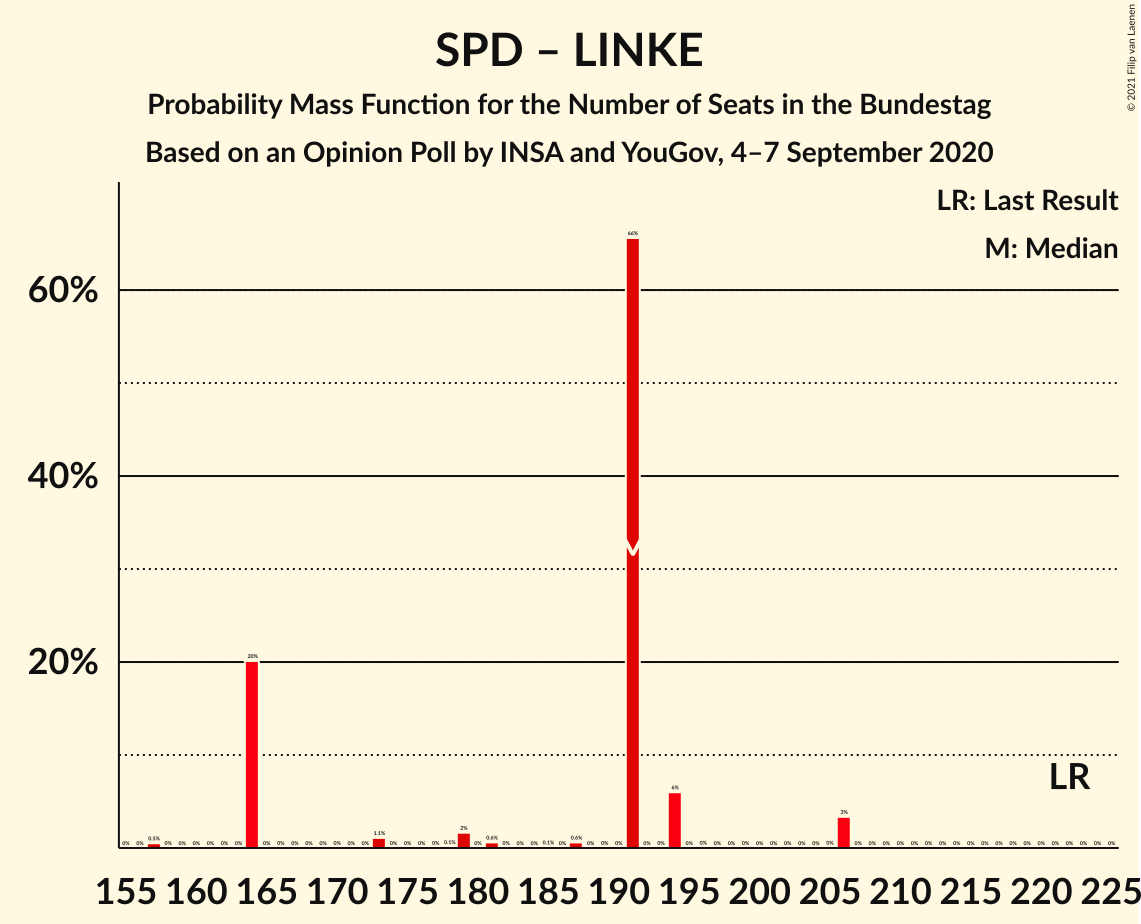 SPD – LINKE
Probability Mass Function for the Number of Seats in the Bundestag
Based on an Opinion Poll by INSA and YouGov, 4–7 September 2020
© 2021 Filip van Laenen
LR: Last Result
M: Median
60%
40%
20%
66%
M
20%
6%
3%
2%
1.1%
0.5%
0.1%
0.6%
0.1%
0.6%
LR
155 160 165 170 175 180 185 190 195 200 205 210 215 220 225